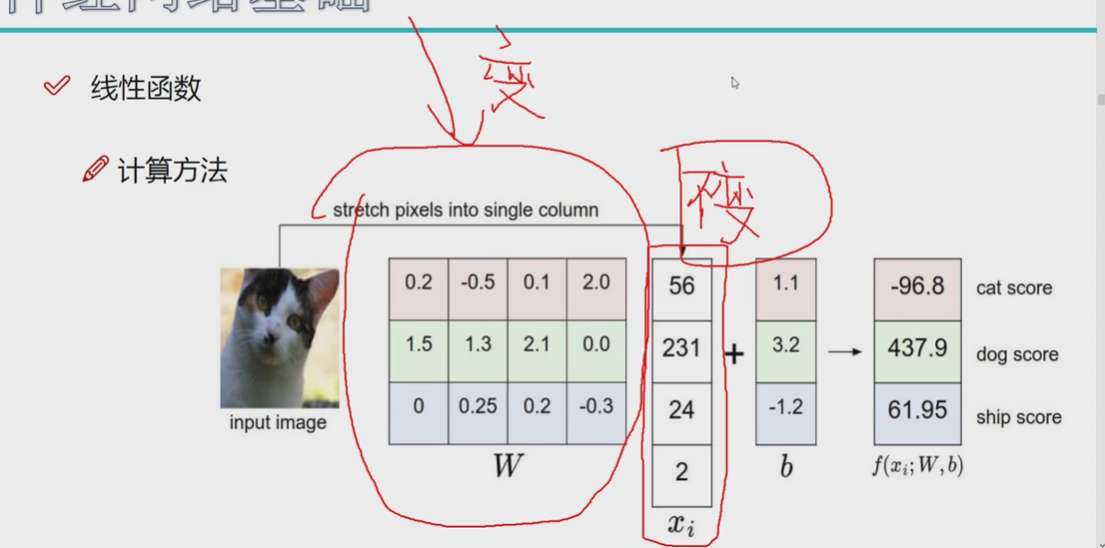 线性函数
变
计算方法
不变
stretch pixels into single column
0.2 -0.5 0.1 2.0 56 1.1 -96.8 cat score
1.5 1.3 2.1 0.0 231 + 3.2 437.9 dog score
0 0.25 0.2 -0.3 24 -1.2 61.95 ship score
input image
2
W b f(xᵢ; W, b)
xᵢ